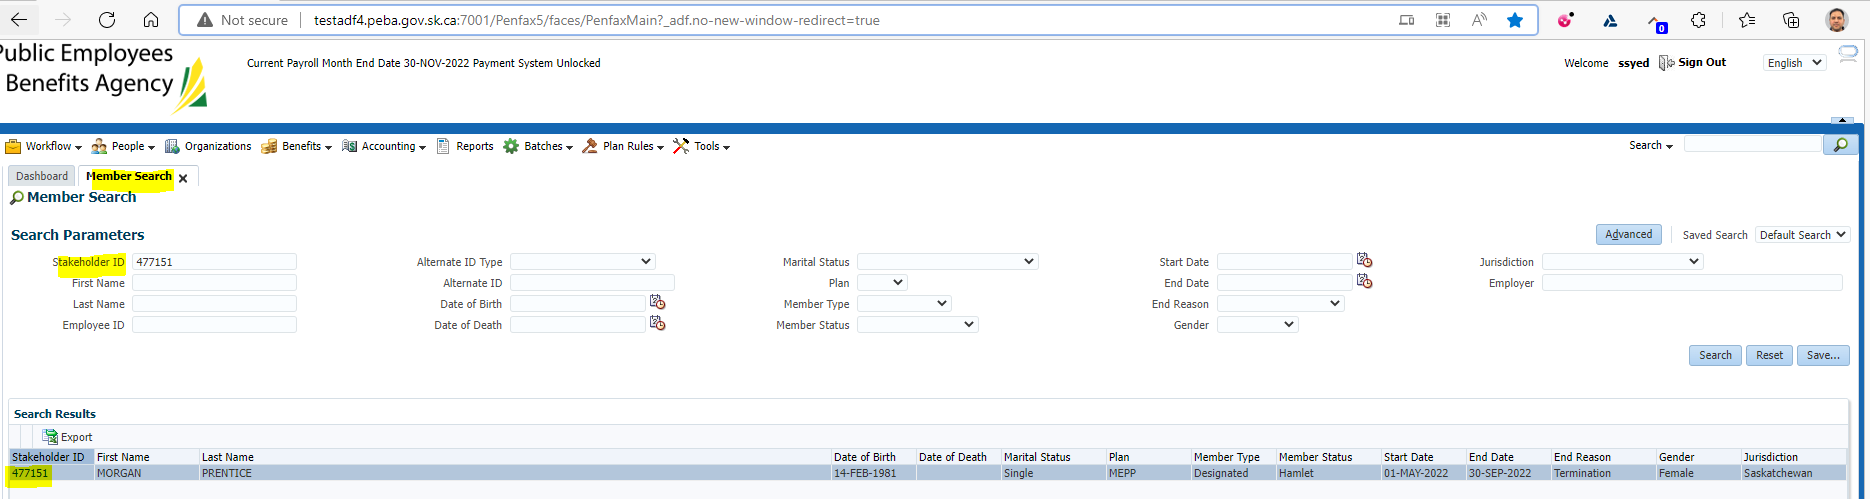 Not secure testadf4.peba.gov.sk.ca:7001/Penfax5/faces/PenfaxMain?_adf.no-new-window-redirect=true
0
Public Employees
Benefits Agency
Current Payroll Month End Date 30-NOV-2022 Payment System Unlocked
Welcome ssyed Sign Out English
Workflow People Organizations Benefits Accounting Reports Batches Plan Rules Tools Search
Dashboard Member Search
Member Search
Search Parameters
Advanced Saved Search Default Search
Stakeholder ID 477151 Alternate ID Type Marital Status Start Date Jurisdiction
First Name Alternate ID Plan End Date Employer
Last Name Date of Birth Member Type End Reason
Employee ID Date of Death Member Status Gender
Search Reset Save...
Search Results
Export
Stakeholder ID First Name Last Name Date of Birth Date of Death Marital Status Plan Member Type Member Status Start Date End Date End Reason Gender Jurisdiction
477151 MORGAN PRENTICE 14-FEB-1981 Single MEPP Designated Hamlet 01-MAY-2022 30-SEP-2022 Termination Female Saskatchewan